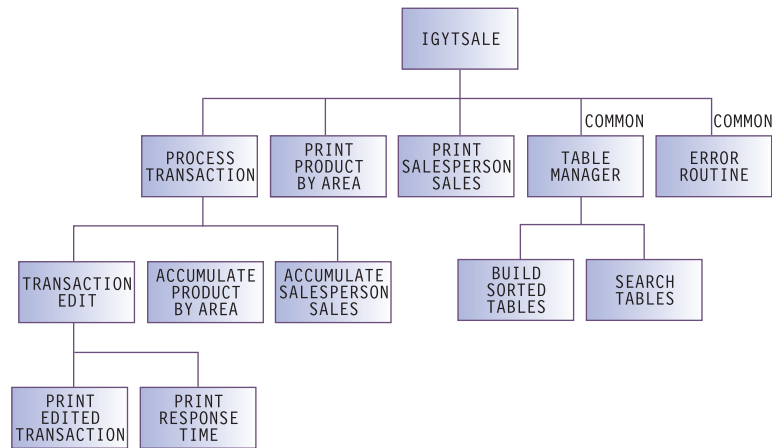 IGYTSALE
COMMON
COMMON
PROCESS
TRANSACTION
PRINT
PRODUCT
BY AREA
PRINT
SALESPERSON
SALES
TABLE
MANAGER
ERROR
ROUTINE
TRANSACTION
EDIT
ACCUMULATE
PRODUCT
BY AREA
ACCUMULATE
SALESPERSON
SALES
BUILD
SORTED
TABLES
SEARCH
TABLES
PRINT
EDITED
TRANSACTION
PRINT
RESPONSE
TIME